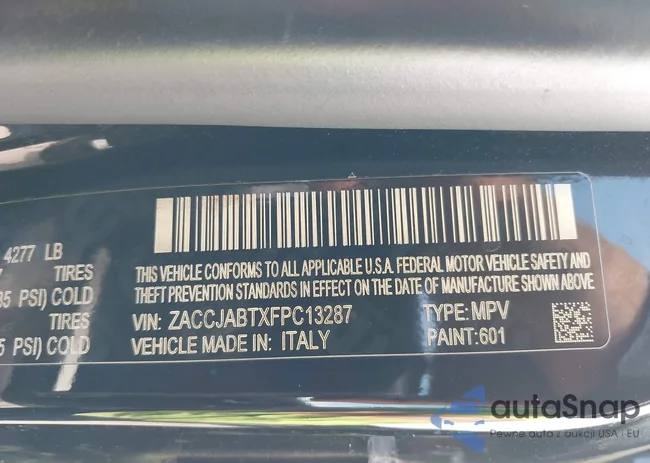 4277 LB
TIRES
THIS VEHICLE CONFORMS TO ALL APPLICABLE U.S.A. FEDERAL MOTOR VEHICLE SAFETY AND
35 PSI) COLD
THEFT PREVENTION STANDARDS IN EFFECT ON THE DATE OF MANUFACTURE SHOWN ABOVE.
TIRES
VIN: ZACCJABTXFPC13287 TYPE: MPV
5 PSI) COLD
VEHICLE MADE IN: ITALY PAINT: 601
autaSnap
Pewne auta z aukcji USA i EU